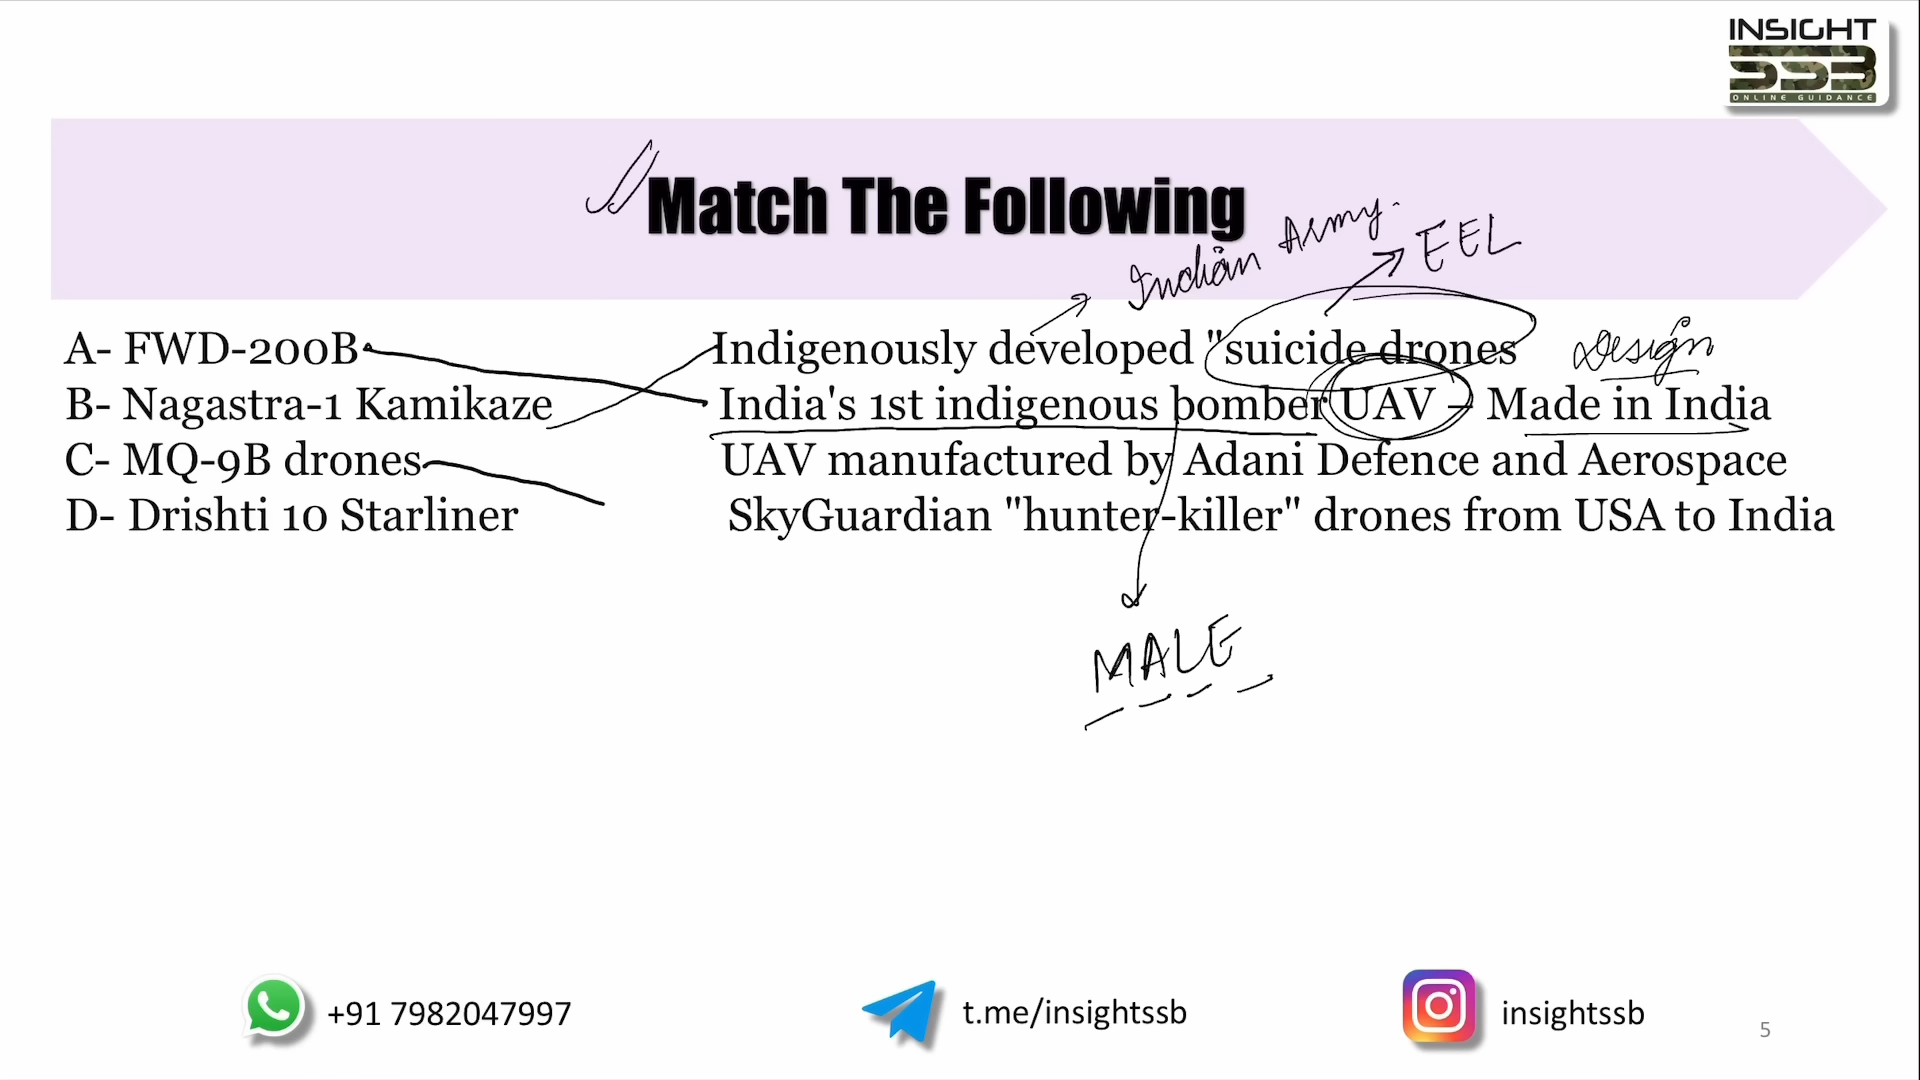 INSIGHT
SSB
ONLINE GUIDANCE
Match The Following
Indian Army.
EEL
A- FWD-200B
Indigenously developed "suicide drones
Design
B- Nagastra-1 Kamikaze
India's 1st indigenous bomber UAV – Made in India
C- MQ-9B drones
UAV manufactured by Adani Defence and Aerospace
D- Drishti 10 Starliner
SkyGuardian "hunter-killer" drones from USA to India
MALE
+91 7982047997
t.me/insightssb
insightssb
5